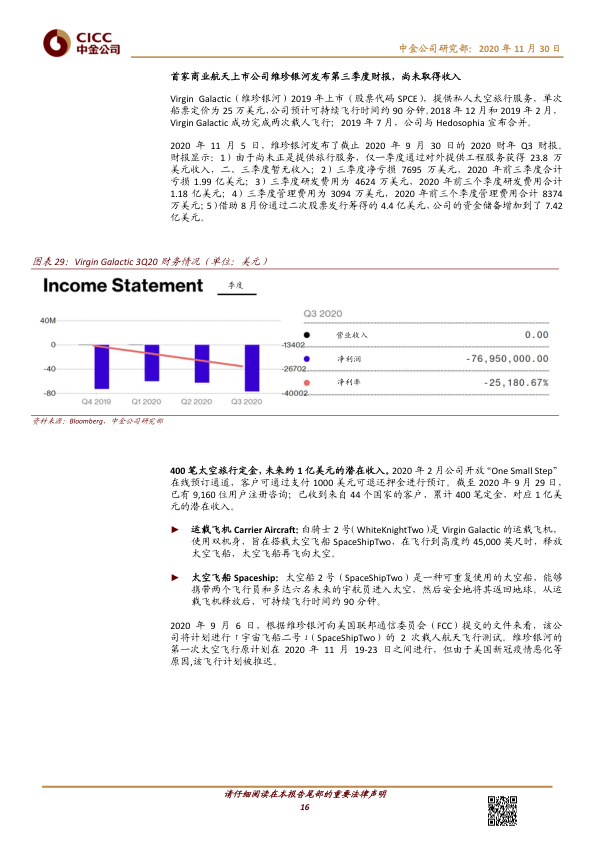 CICC
中金公司
中金公司研究部：2020 年 11 月 30 日
首家商业航天上市公司维珍银河发布第三季度财报，尚未取得收入
Virgin Galactic（维珍银河）2019 年上市（股票代码 SPCE），提供私人太空旅行服务，单次
船票定价为 25 万美元,公司预计可持续飞行时间约 90 分钟。2018 年 12 月和 2019 年 2 月，
Virgin Galactic 成功完成两次载人飞行； 2019 年 7 月，公司与 Hedosophia 宣布合并。
2020 年 11 月 5 日，维珍银河发布了截止 2020 年 9 月 30 日的 2020 财年 Q3 财报。
财报显示：1）由于尚未正是提供旅行服务，仅一季度通过对外提供工程服务获得 23.8 万
美元收入，二、三季度暂无收入；2）三季度净亏损 7695 万美元，2020 年前三季度合计
亏损 1.99 亿美元；3）三季度研发费用为 4624 万美元，2020 年前三个季度研发费用合计
1.18 亿美元；4）三季度管理费用为 3094 万美元，2020 年前三季度管理费用合计 8374
万美元；5）借助 8 月份通过二次股票发行筹得的 4.4 亿美元,公司的资金储备增加到了 7.42
亿美元。
图表 29：Virgin Galactic 3Q20 财务情况（单位：美元）
Income Statement 季度
40M
0
-40
-80
Q4 2019 Q1 2020 Q2 2020 Q3 2020
-13402
-26702
-40002
Q3 2020
营业收入 0.00
净利润 -76,950,000.00
净利率 -25,180.67%
资料来源：Bloomberg，中金公司研究部
400 笔太空旅行定金，未来约 1 亿美元的潜在收入。2020 年 2 月公司开放 “One Small Step”
在线预订通道，客户可通过支付 1000 美元可退还押金进行预订。截至 2020 年 9 月 29 日，
已有 9,160 位用户注册咨询；已收到来自 44 个国家的客户，累计 400 笔定金，对应 1 亿美
元的潜在收入。
► 运载飞机 Carrier Aircraft：白骑士 2 号（WhiteKnightTwo)是 Virgin Galactic 的运载飞机，
使用双机身，旨在搭载太空飞船 SpaceShipTwo，在飞行到高度约 45,000 英尺时，释放
太空飞船，太空飞船再飞向太空。
► 太空飞船 Spaceship：太空船 2 号（SpaceShipTwo）是一种可重复使用的太空船，能够
携带两个飞行员和多达六名未来的宇航员进入太空，然后安全地将其返回地球。从运
载飞机释放后，可持续飞行时间约 90 分钟。
2020 年 9 月 6 日，根据维珍银河向美国联邦通信委员会（FCC）提交的文件来看，该公
司将计划进行「宇宙飞船二号」（SpaceShipTwo）的 2 次载人航天飞行测试。维珍银河的
第一次太空飞行原计划在 2020 年 11 月 19-23 日之间进行，但由于美国新冠疫情恶化等
原因,该飞行计划被推迟。
请仔细阅读在本报告尾部的重要法律声明
16